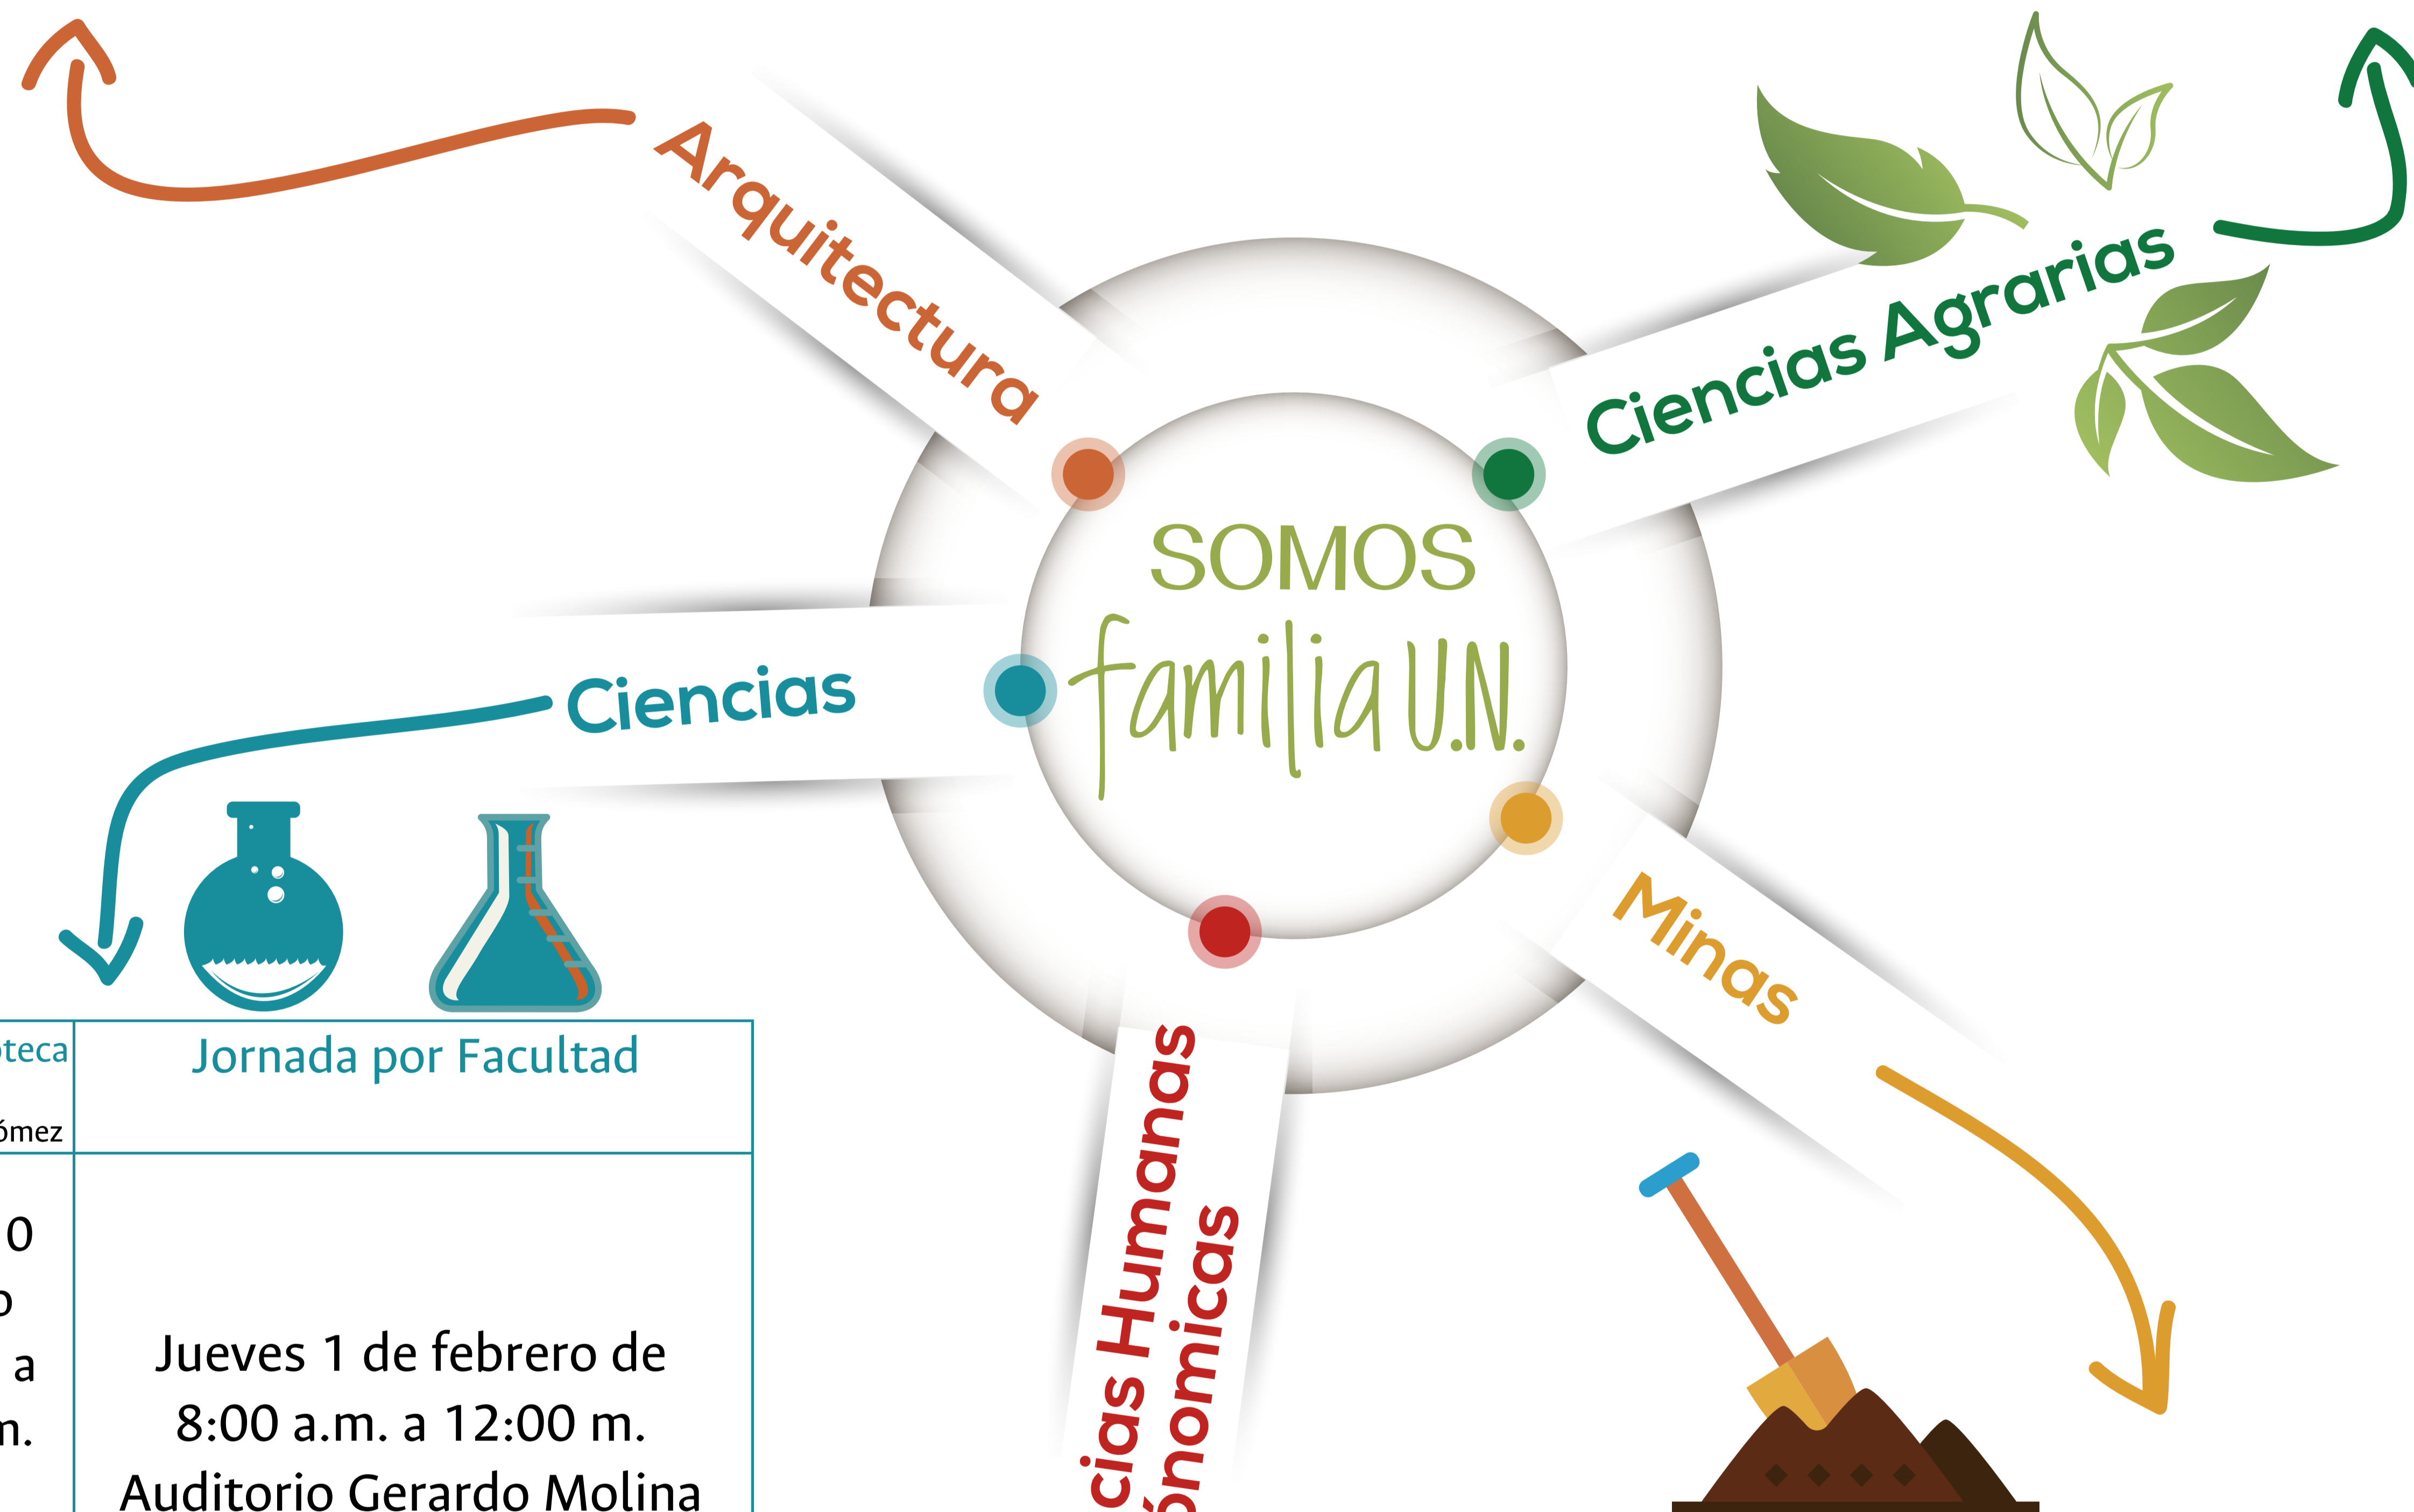 Arquitectura
Ciencias Agrarias
SOMOS
familia U.N.
Ciencias
Minas
Humanas
Jornada por Facultad
Jueves 1 de febrero de
8:00 a.m. a 12:00 m.
Auditorio Gerardo Molina